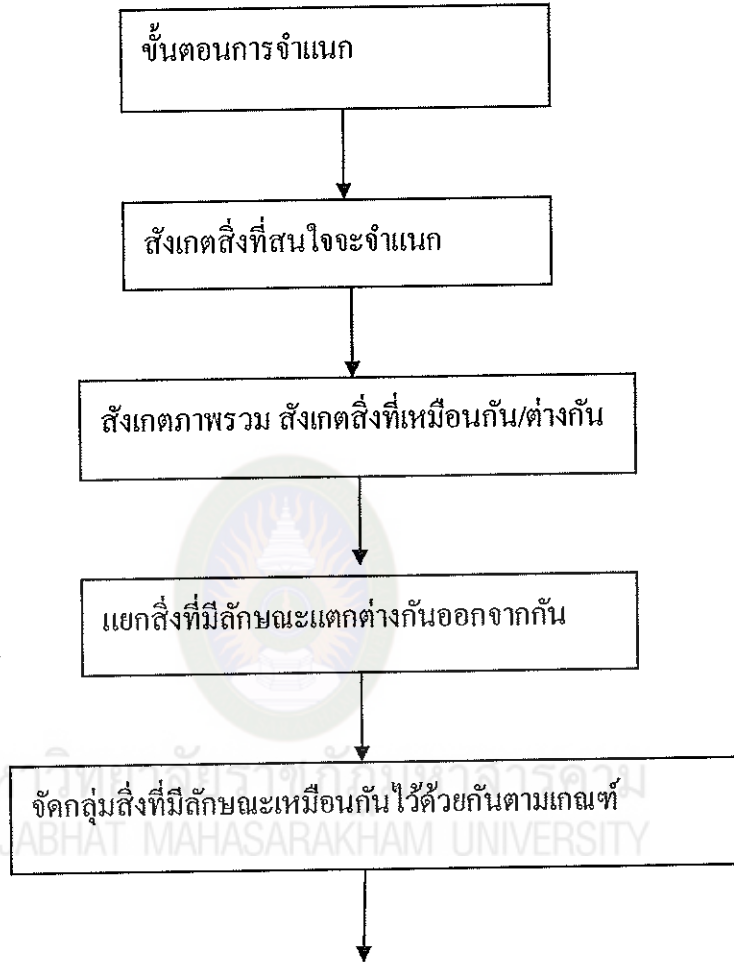 ขั้นตอนการจำแนก
สังเกตสิ่งที่สนใจจะจำแนก
สังเกตภาพรวม สังเกตสิ่งที่เหมือนกัน/ต่างกัน
แยกสิ่งที่มีลักษณะแตกต่างกันออกจากกัน
จัดกลุ่มสิ่งที่มีลักษณะเหมือนกันไว้ด้วยกันตามเกณฑ์
MAHASARAKHAM UNIVERSITY